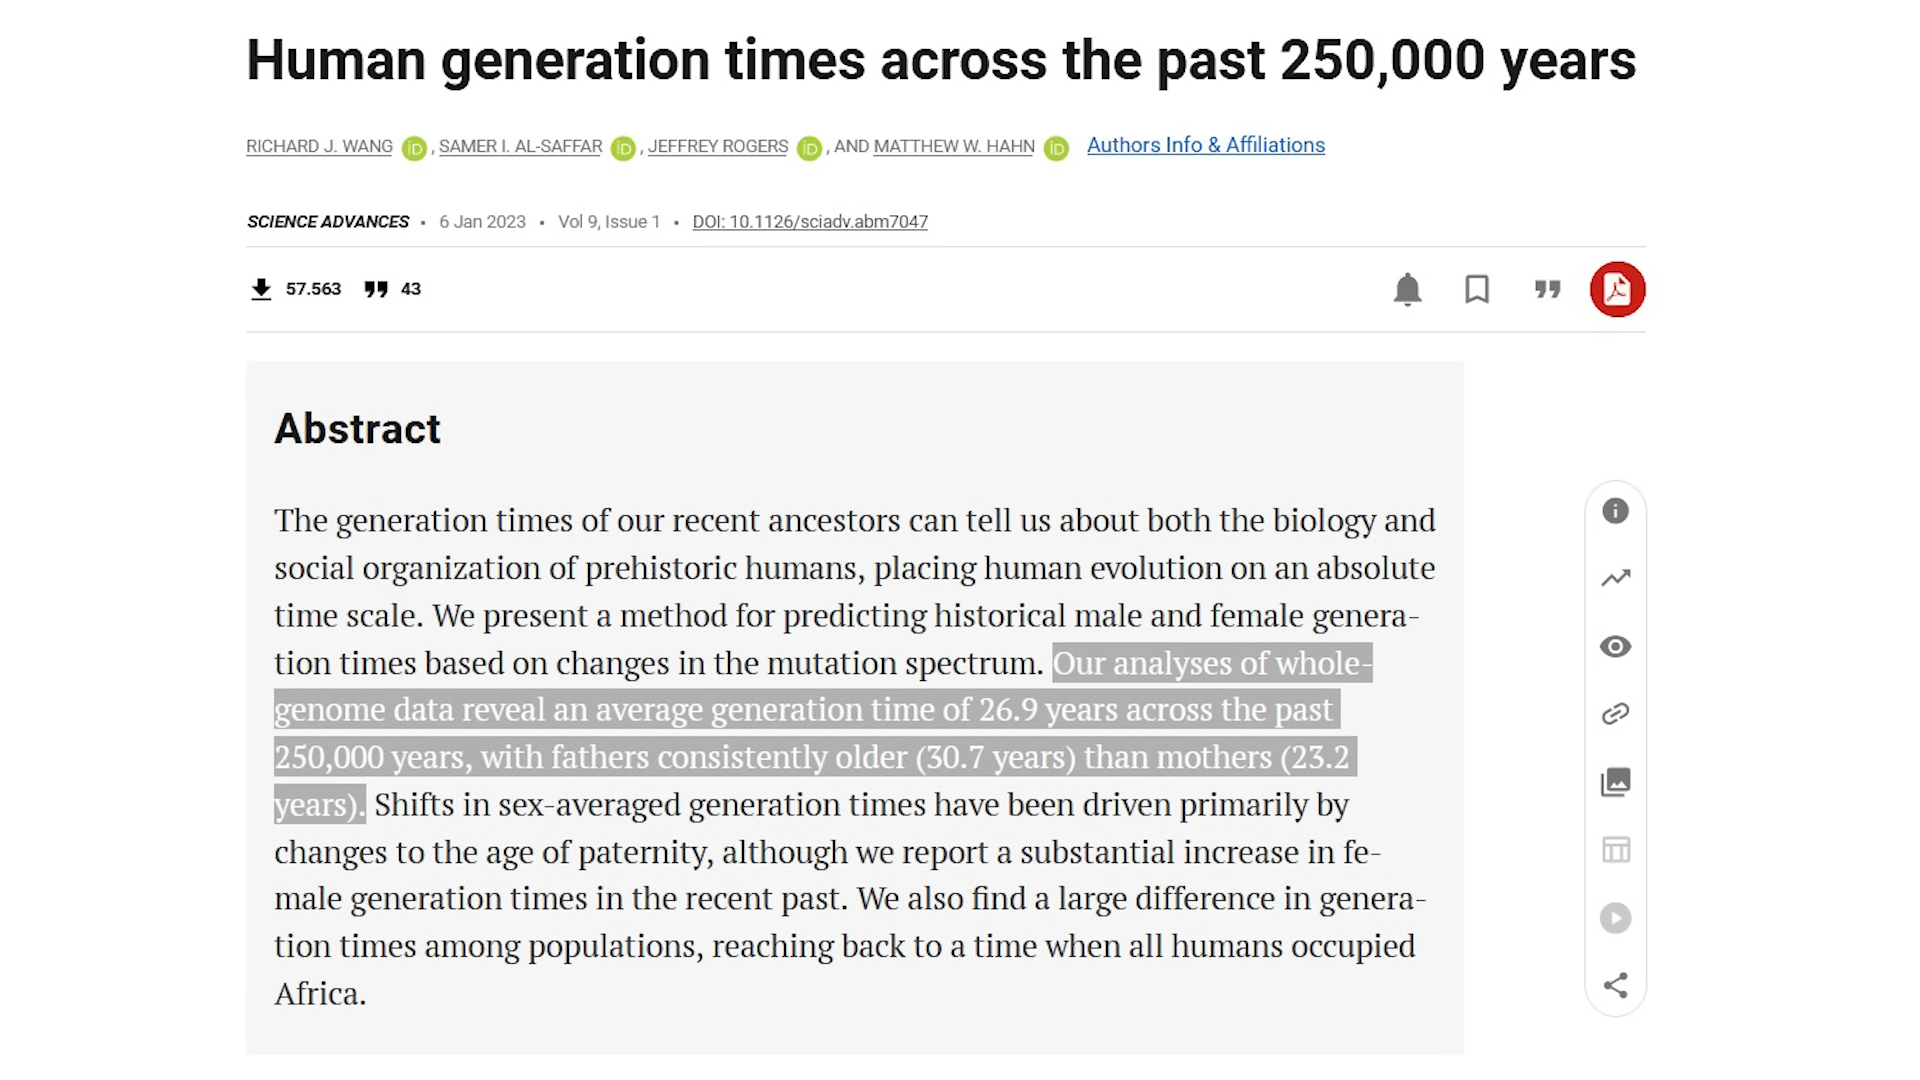 Human generation times across the past 250,000 years
RICHARD J. WANG iD, SAMER I. AL-SAFFAR iD, JEFFREY ROGERS iD, AND MATTHEW W. HAHN iD Authors Info & Affiliations
SCIENCE ADVANCES • 6 Jan 2023 • Vol 9, Issue 1 • DOI: 10.1126/sciadv.abm7047
57.563 43
Abstract
The generation times of our recent ancestors can tell us about both the biology and
social organization of prehistoric humans, placing human evolution on an absolute
time scale. We present a method for predicting historical male and female genera-
tion times based on changes in the mutation spectrum. Our analyses of whole-
genome data reveal an average generation time of 26.9 years across the past
250,000 years, with fathers consistently older (30.7 years) than mothers (23.2
years). Shifts in sex-averaged generation times have been driven primarily by
changes to the age of paternity, although we report a substantial increase in fe-
male generation times in the recent past. We also find a large difference in genera-
tion times among populations, reaching back to a time when all humans occupied
Africa.